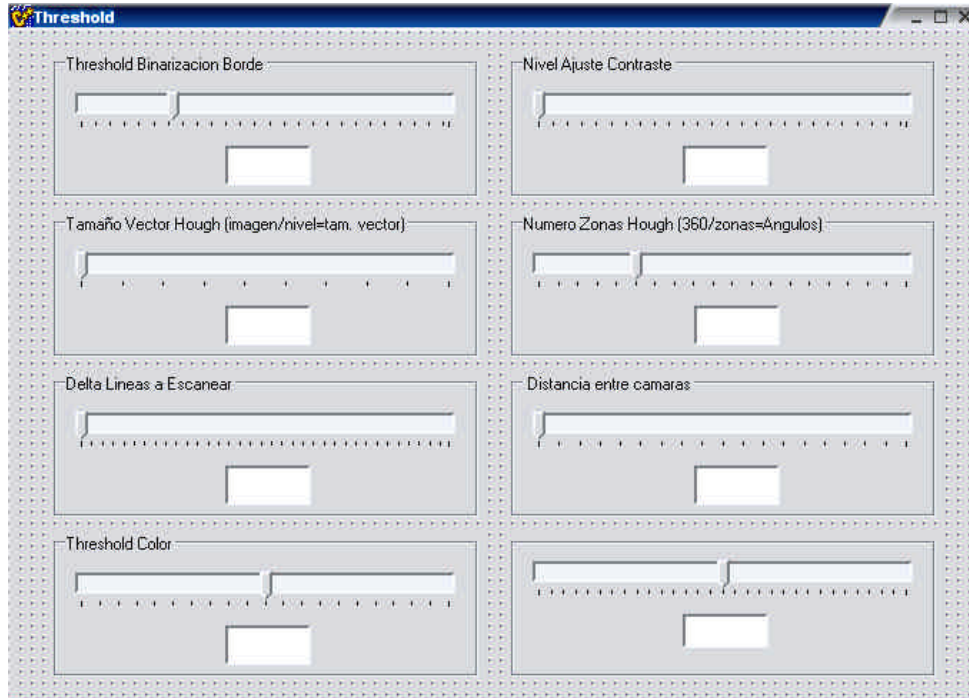 Threshold
Threshold Binarizacion Borde
Nivel Ajuste Contraste
Tamaño Vector Hough (imagen/nivel=tam. vector)
Numero Zonas Hough (360/zonas=Angulos)
Delta Lineas a Escanear
Distancia entre camaras
Threshold Color